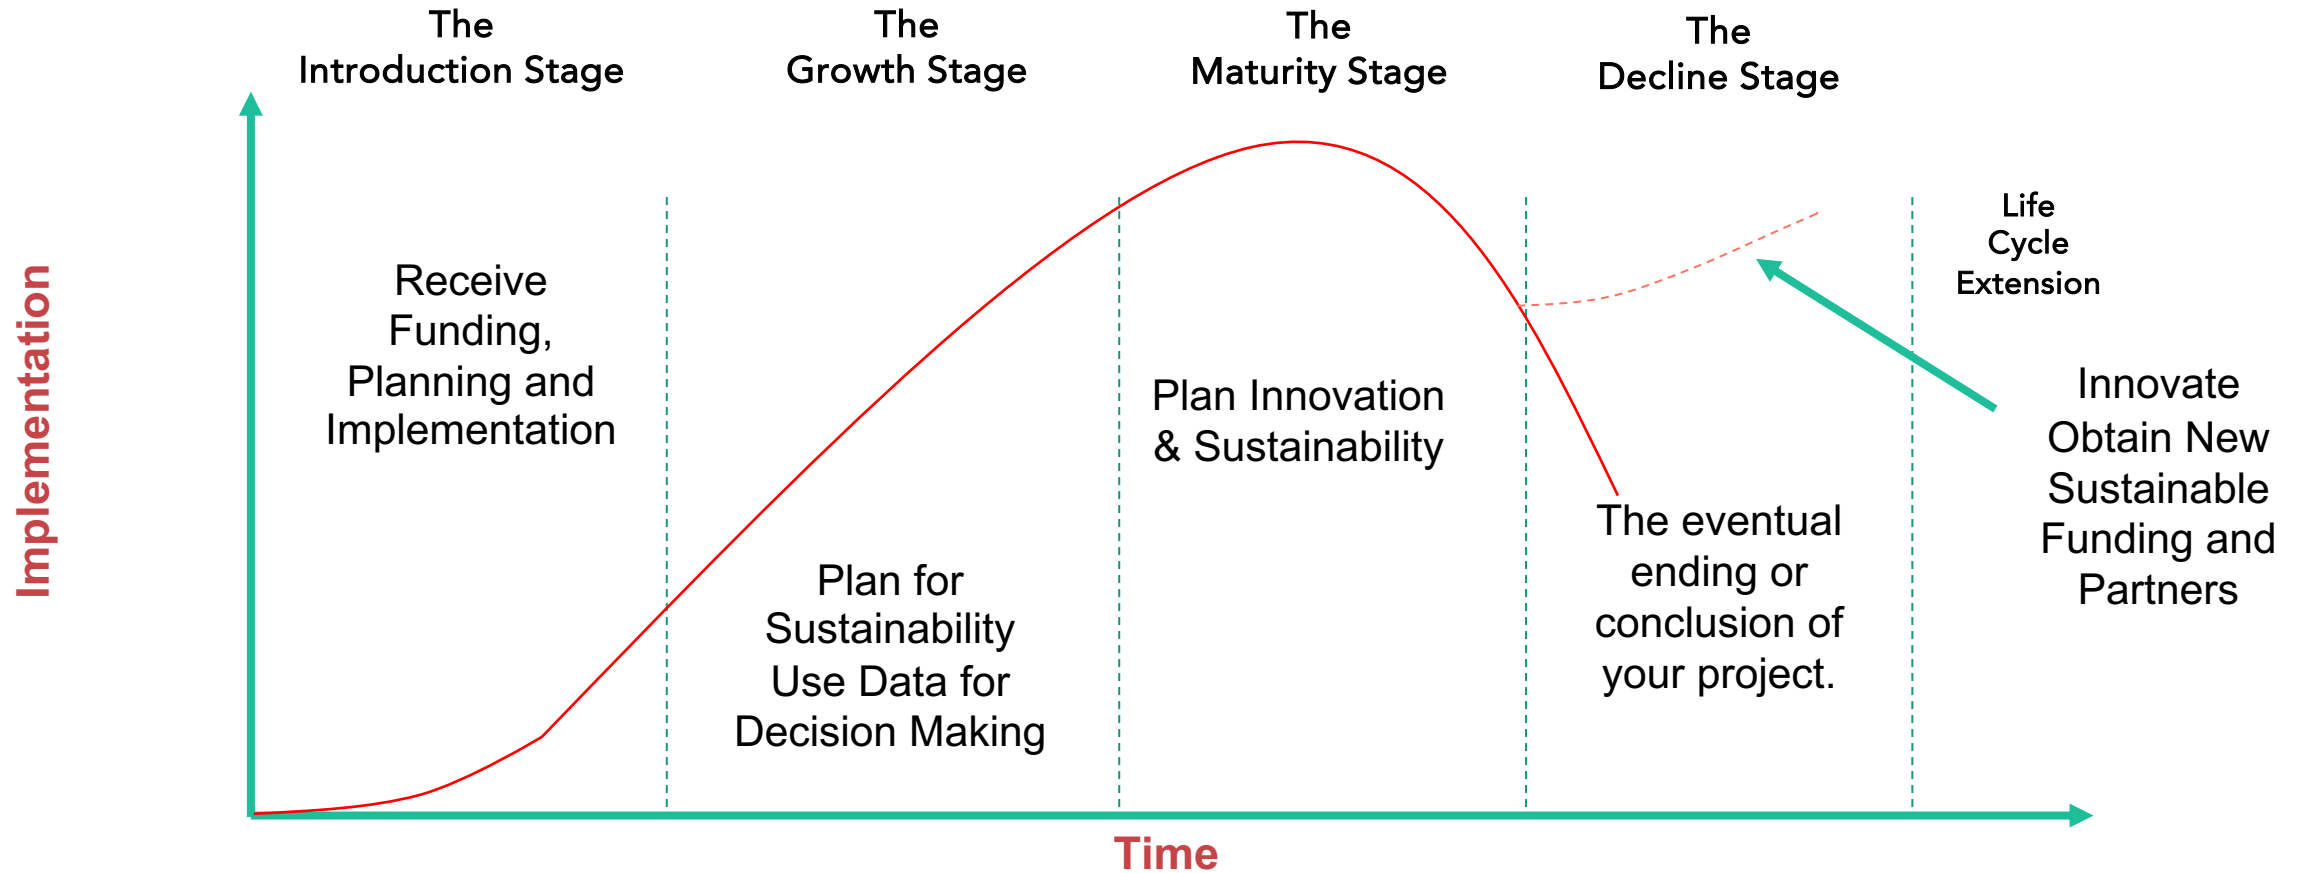 The
Introduction Stage
The
Growth Stage
The
Maturity Stage
The
Decline Stage
Implementation
Receive
Funding,
Planning and
Implementation
Plan for
Sustainability
Use Data for
Decision Making
Plan Innovation
& Sustainability
The eventual
ending or
conclusion of
your project.
Life
Cycle
Extension
Innovate
Obtain New
Sustainable
Funding and
Partners
Time